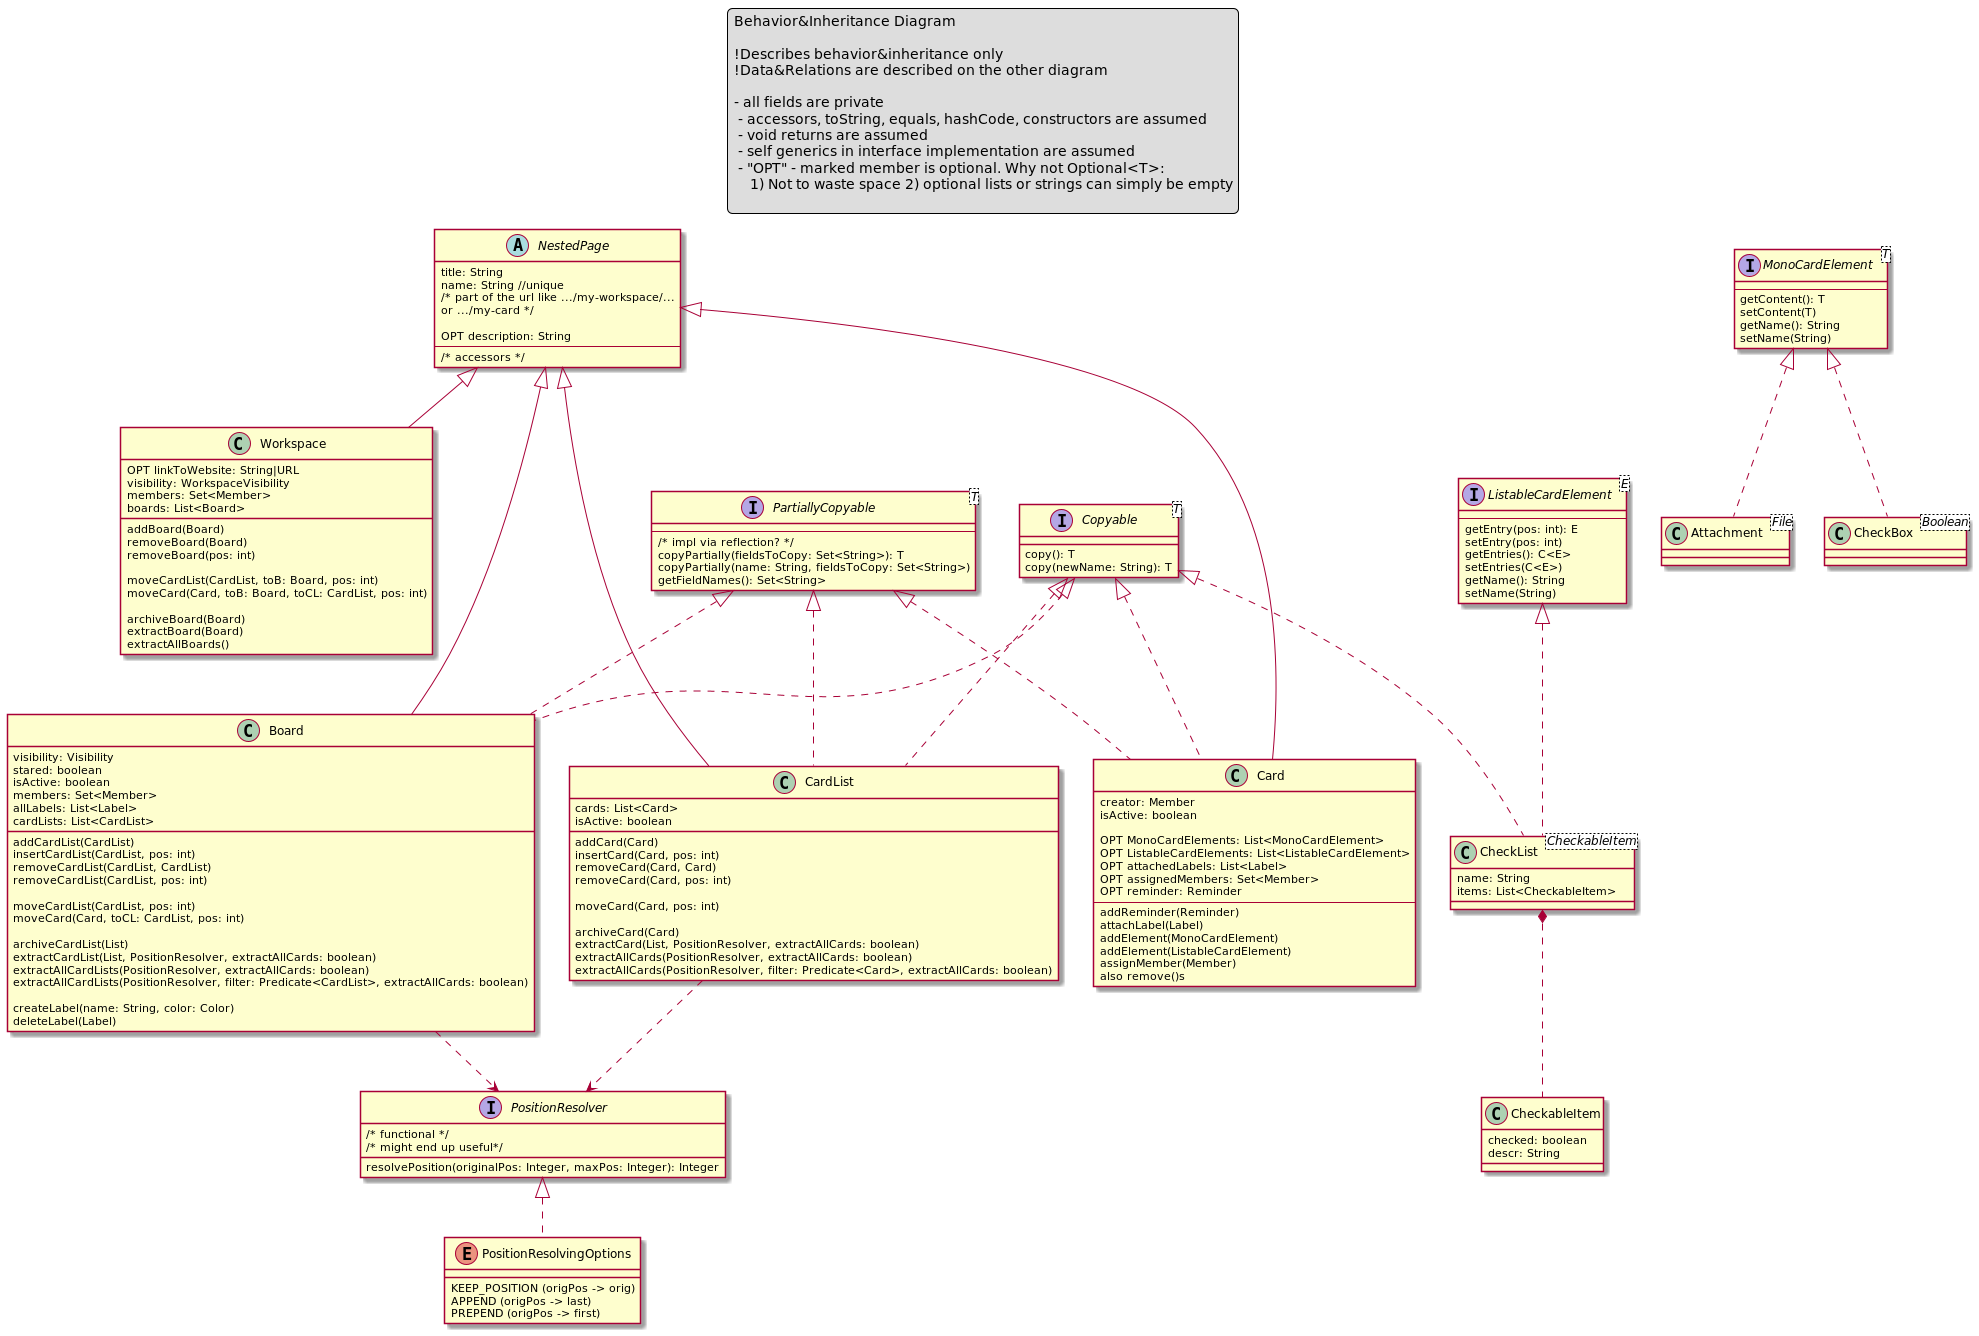 Behavior&Inheritance Diagram
!Describes behavior&inheritance only
!Data&Relations are described on the other diagram
- all fields are private
- accessors, toString, equals, hashCode, constructors are assumed
- void returns are assumed
- self generics in interface implementation are assumed
- "OPT" - marked member is optional. Why not Optional<T>:
1) Not to waste space 2) optional lists or strings can simply be empty
A NestedPage
title: String
name: String //unique
/* part of the url like .../my-workspace/...
or .../my-card */
OPT description: String
/* accessors */
I MonoCardElement T
getContent(): T
setContent(T)
getName(): String
setName(String)
C Workspace
OPT linkToWebsite: String|URL
visibility: WorkspaceVisibility
members: Set<Member>
boards: List<Board>
addBoard(Board)
removeBoard(Board)
removeBoard(pos: int)
moveCardList(CardList, toB: Board, pos: int)
moveCard(Card, toB: Board, toCL: CardList, pos: int)
archiveBoard(Board)
extractBoard(Board)
extractAllBoards()
I PartiallyCopyable T
/* impl via reflection? */
copyPartially(fieldsToCopy: Set<String>): T
copyPartially(name: String, fieldsToCopy: Set<String>)
getFieldNames(): Set<String>
I Copyable T
copy(): T
copy(newName: String): T
I ListableCardElement E
getEntry(pos: int): E
setEntry(pos: int)
getEntries(): C<E>
setEntries(C<E>)
getName(): String
setName(String)
C Attachment File
C CheckBox Boolean
C Board
visibility: Visibility
stared: boolean
isActive: boolean
members: Set<Member>
allLabels: List<Label>
cardLists: List<CardList>
addCardList(CardList)
insertCardList(CardList, pos: int)
removeCardList(CardList, CardList)
removeCardList(CardList, pos: int)
moveCardList(CardList, pos: int)
moveCard(Card, toCL: CardList, pos: int)
archiveCardList(List)
extractCardList(List, PositionResolver, extractAllCards: boolean)
extractAllCardLists(PositionResolver, extractAllCards: boolean)
extractAllCardLists(PositionResolver, filter: Predicate<CardList>, extractAllCards: boolean)
createLabel(name: String, color: Color)
deleteLabel(Label)
C CardList
cards: List<Card>
isActive: boolean
addCard(Card)
insertCard(Card, pos: int)
removeCard(Card, Card)
removeCard(Card, pos: int)
moveCard(Card, pos: int)
archiveCard(Card)
extractCard(List, PositionResolver, extractAllCards: boolean)
extractAllCards(PositionResolver, extractAllCards: boolean)
extractAllCards(PositionResolver, filter: Predicate<Card>, extractAllCards: boolean)
C Card
creator: Member
isActive: boolean
OPT MonoCardElements: List<MonoCardElement>
OPT ListableCardElements: List<ListableCardElement>
OPT attachedLabels: List<Label>
OPT assignedMembers: Set<Member>
OPT reminder: Reminder
addReminder(Reminder)
attachLabel(Label)
addElement(MonoCardElement)
addElement(ListableCardElement)
assignMember(Member)
also remove()s
C CheckList CheckableItem
name: String
items: List<CheckableItem>
I PositionResolver
/* functional */
/* might end up useful*/
resolvePosition(originalPos: Integer, maxPos: Integer): Integer
C CheckableItem
checked: boolean
descr: String
E PositionResolvingOptions
KEEP_POSITION (origPos -> orig)
APPEND (origPos -> last)
PREPEND (origPos -> first)